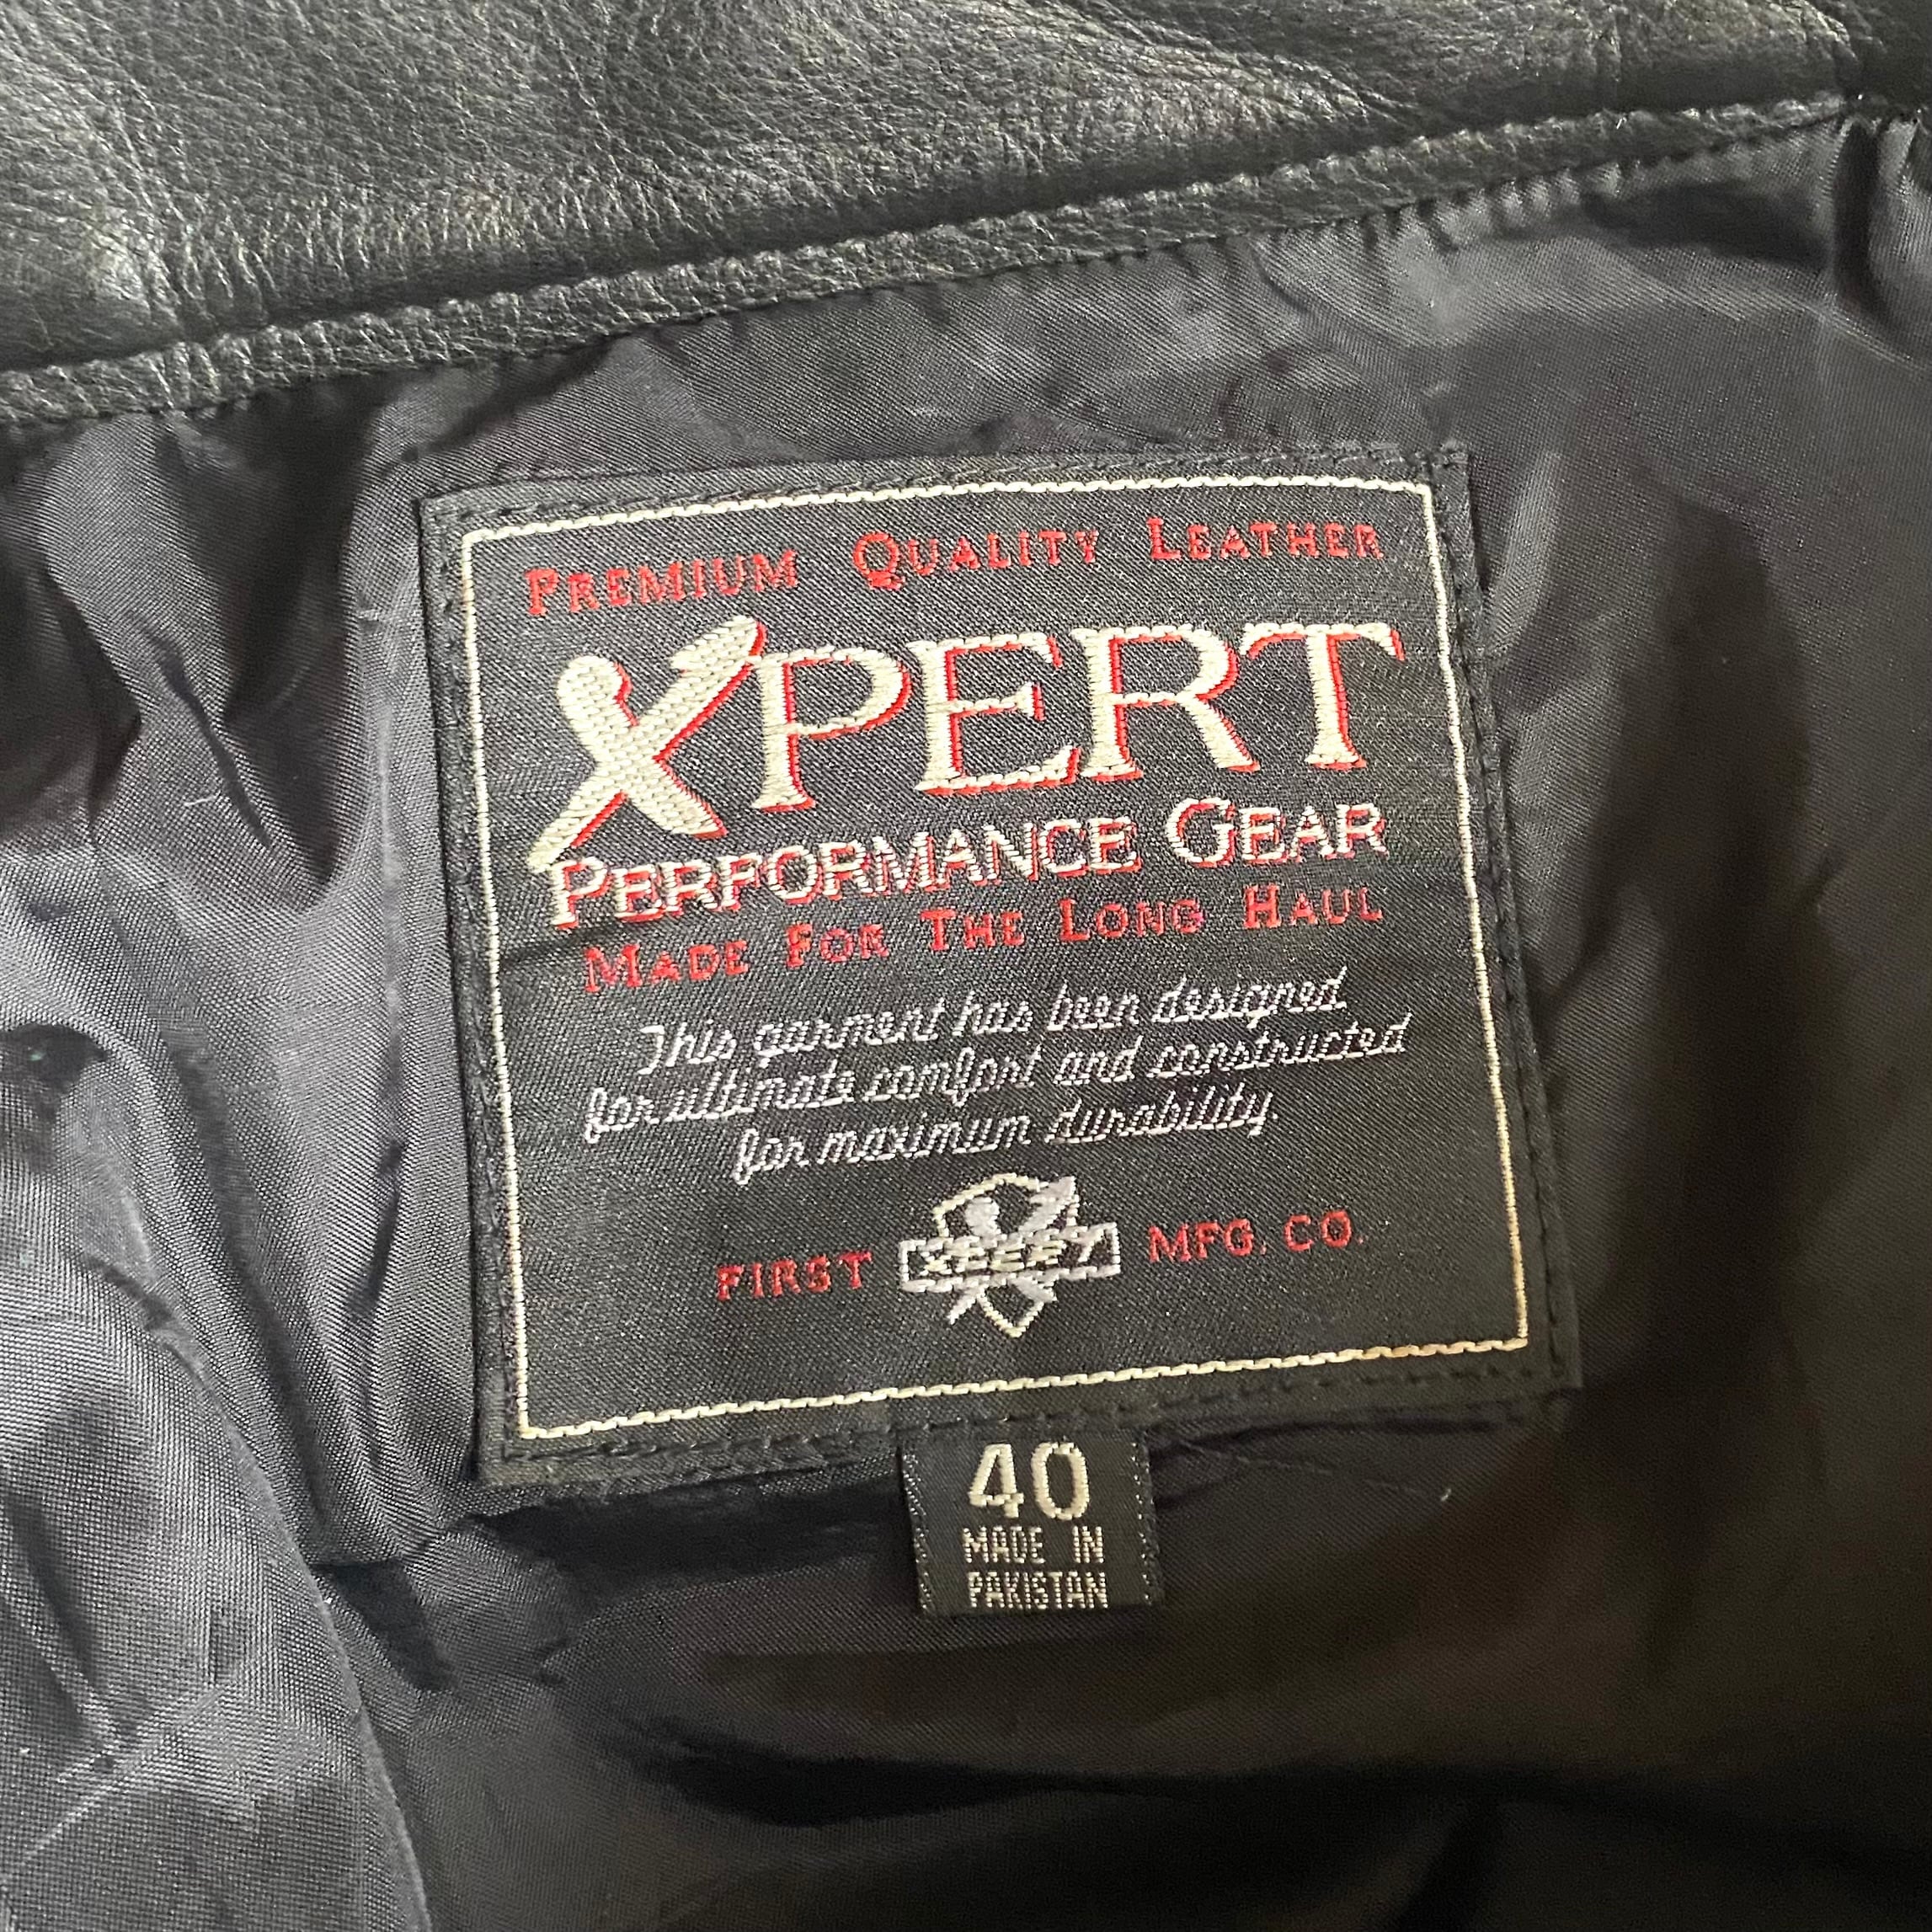 PREMIUM QUALITY LEATHER
XPERT
PERFORMANCE GEAR
MADE FOR THE LONG HAUL
This garment has been designed
for ultimate comfort and constructed
for maximum durability.
FIRST XPERT MFG. CO.
40
MADE IN
PAKISTAN